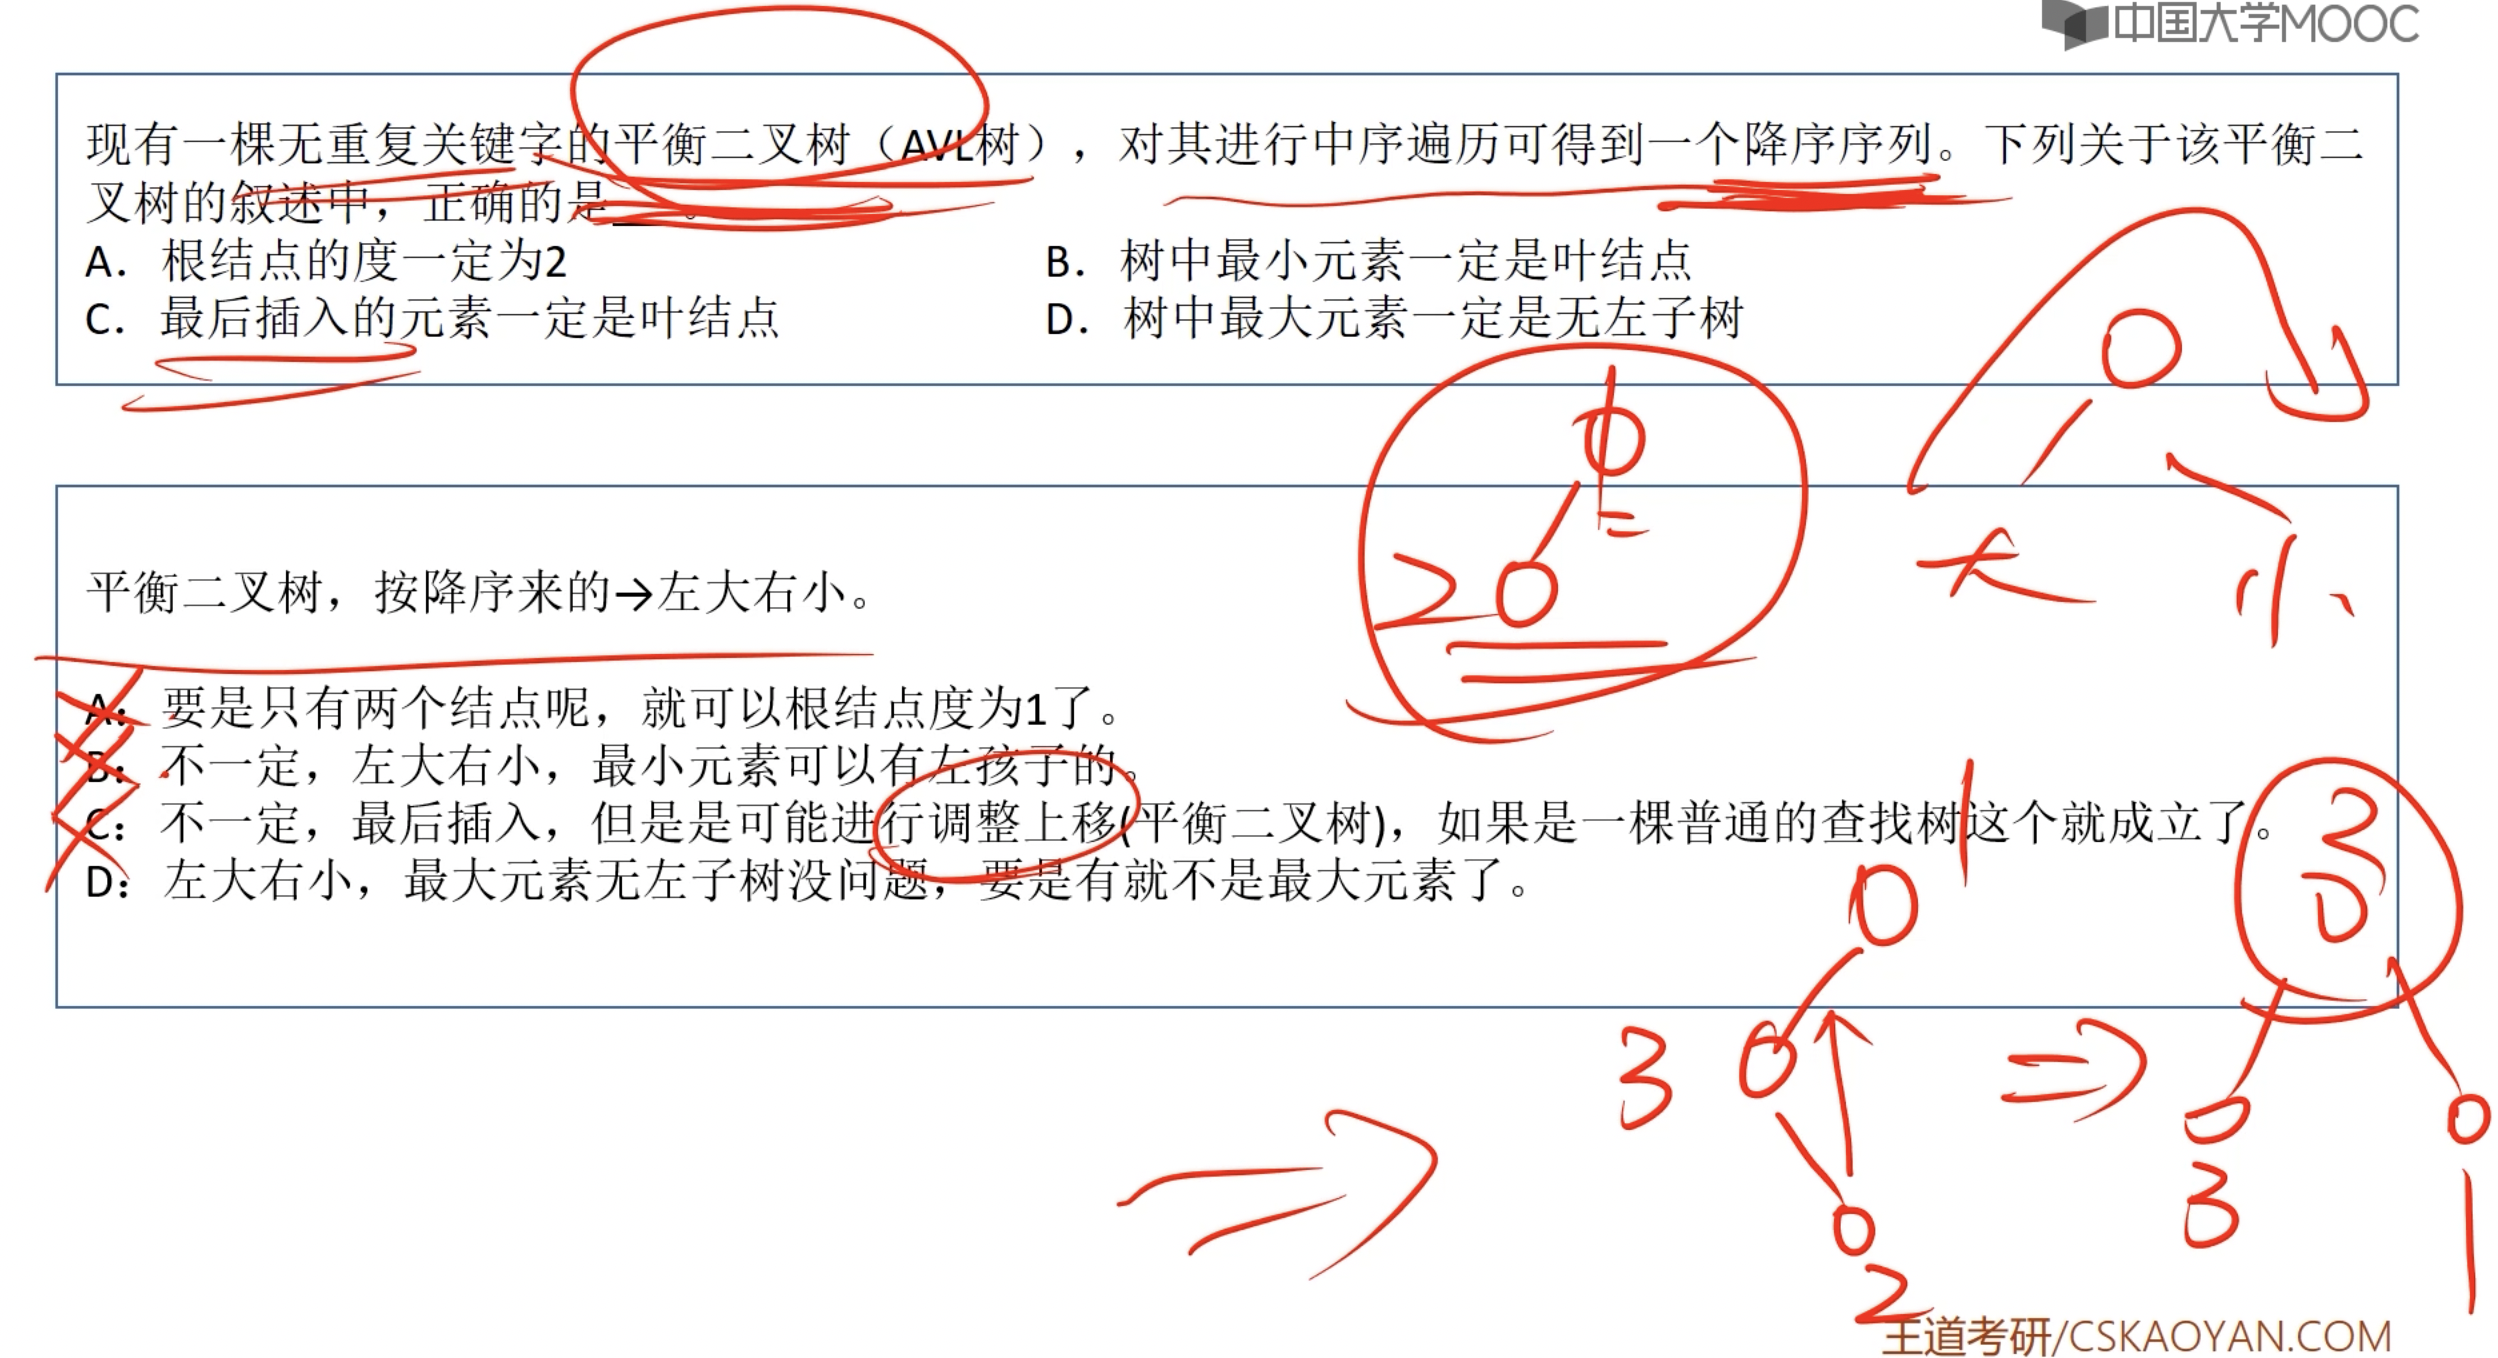 中国大学MOOC
现有一棵无重复关键字的平衡二叉树（AVL树），对其进行中序遍历可得到一个降序序列。下列关于该平衡二
叉树的叙述中，正确的是___。
A. 根结点的度一定为2
B. 树中最小元素一定是叶结点
C. 最后插入的元素一定是叶结点
D. 树中最大元素一定是无左子树
平衡二叉树，按降序来的→左大右小。
2
大
小
A：要是只有两个结点呢，就可以根结点度为1了。
B：不一定，左大右小，最小元素可以有左孩子的。
C：不一定，最后插入，但是是可能进行调整上移(平衡二叉树)，如果是一棵普通的查找树这个就成立了。
D：左大右小，最大元素无左子树没问题，要是有就不是最大元素了。
1
3
3
1
2
王道考研/CSKAOYAN.COM